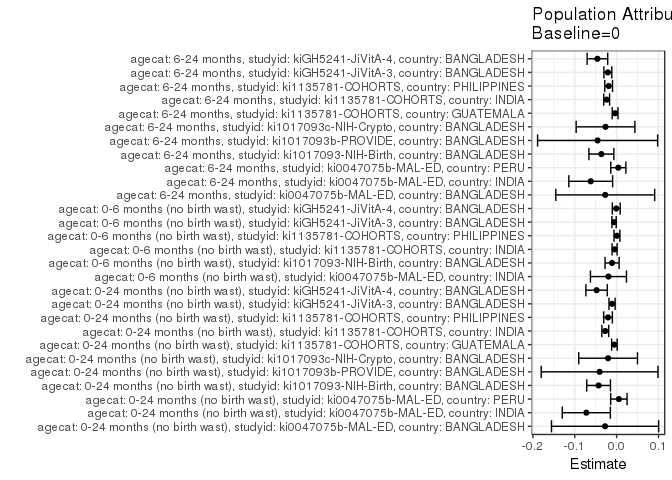 Population Attribu
Baseline=0
agecat: 6-24 months, studyid: kiGH5241-JiVitA-4, country: BANGLADESH
agecat: 6-24 months, studyid: kiGH5241-JiVitA-3, country: BANGLADESH
agecat: 6-24 months, studyid: ki1135781-COHORTS, country: PHILIPPINES
agecat: 6-24 months, studyid: ki1135781-COHORTS, country: INDIA
agecat: 6-24 months, studyid: ki1135781-COHORTS, country: GUATEMALA
agecat: 6-24 months, studyid: ki1017093c-NIH-Crypto, country: BANGLADESH
agecat: 6-24 months, studyid: ki1017093b-PROVIDE, country: BANGLADESH
agecat: 6-24 months, studyid: ki1017093-NIH-Birth, country: BANGLADESH
agecat: 6-24 months, studyid: ki0047075b-MAL-ED, country: PERU
agecat: 6-24 months, studyid: ki0047075b-MAL-ED, country: INDIA
agecat: 6-24 months, studyid: ki0047075b-MAL-ED, country: BANGLADESH
agecat: 0-6 months (no birth wast), studyid: kiGH5241-JiVitA-4, country: BANGLADESH
agecat: 0-6 months (no birth wast), studyid: kiGH5241-JiVitA-3, country: BANGLADESH
agecat: 0-6 months (no birth wast), studyid: ki1135781-COHORTS, country: PHILIPPINES
agecat: 0-6 months (no birth wast), studyid: ki1135781-COHORTS, country: INDIA
agecat: 0-6 months (no birth wast), studyid: ki1017093-NIH-Birth, country: BANGLADESH
agecat: 0-6 months (no birth wast), studyid: ki0047075b-MAL-ED, country: INDIA
agecat: 0-24 months (no birth wast), studyid: kiGH5241-JiVitA-4, country: BANGLADESH
agecat: 0-24 months (no birth wast), studyid: kiGH5241-JiVitA-3, country: BANGLADESH
agecat: 0-24 months (no birth wast), studyid: ki1135781-COHORTS, country: PHILIPPINES
agecat: 0-24 months (no birth wast), studyid: ki1135781-COHORTS, country: INDIA
agecat: 0-24 months (no birth wast), studyid: ki1135781-COHORTS, country: GUATEMALA
agecat: 0-24 months (no birth wast), studyid: ki1017093c-NIH-Crypto, country: BANGLADESH
agecat: 0-24 months (no birth wast), studyid: ki1017093b-PROVIDE, country: BANGLADESH
agecat: 0-24 months (no birth wast), studyid: ki1017093-NIH-Birth, country: BANGLADESH
agecat: 0-24 months (no birth wast), studyid: ki0047075b-MAL-ED, country: PERU
agecat: 0-24 months (no birth wast), studyid: ki0047075b-MAL-ED, country: INDIA
agecat: 0-24 months (no birth wast), studyid: ki0047075b-MAL-ED, country: BANGLADESH
-0.2 -0.1 0.0 0.1
Estimate